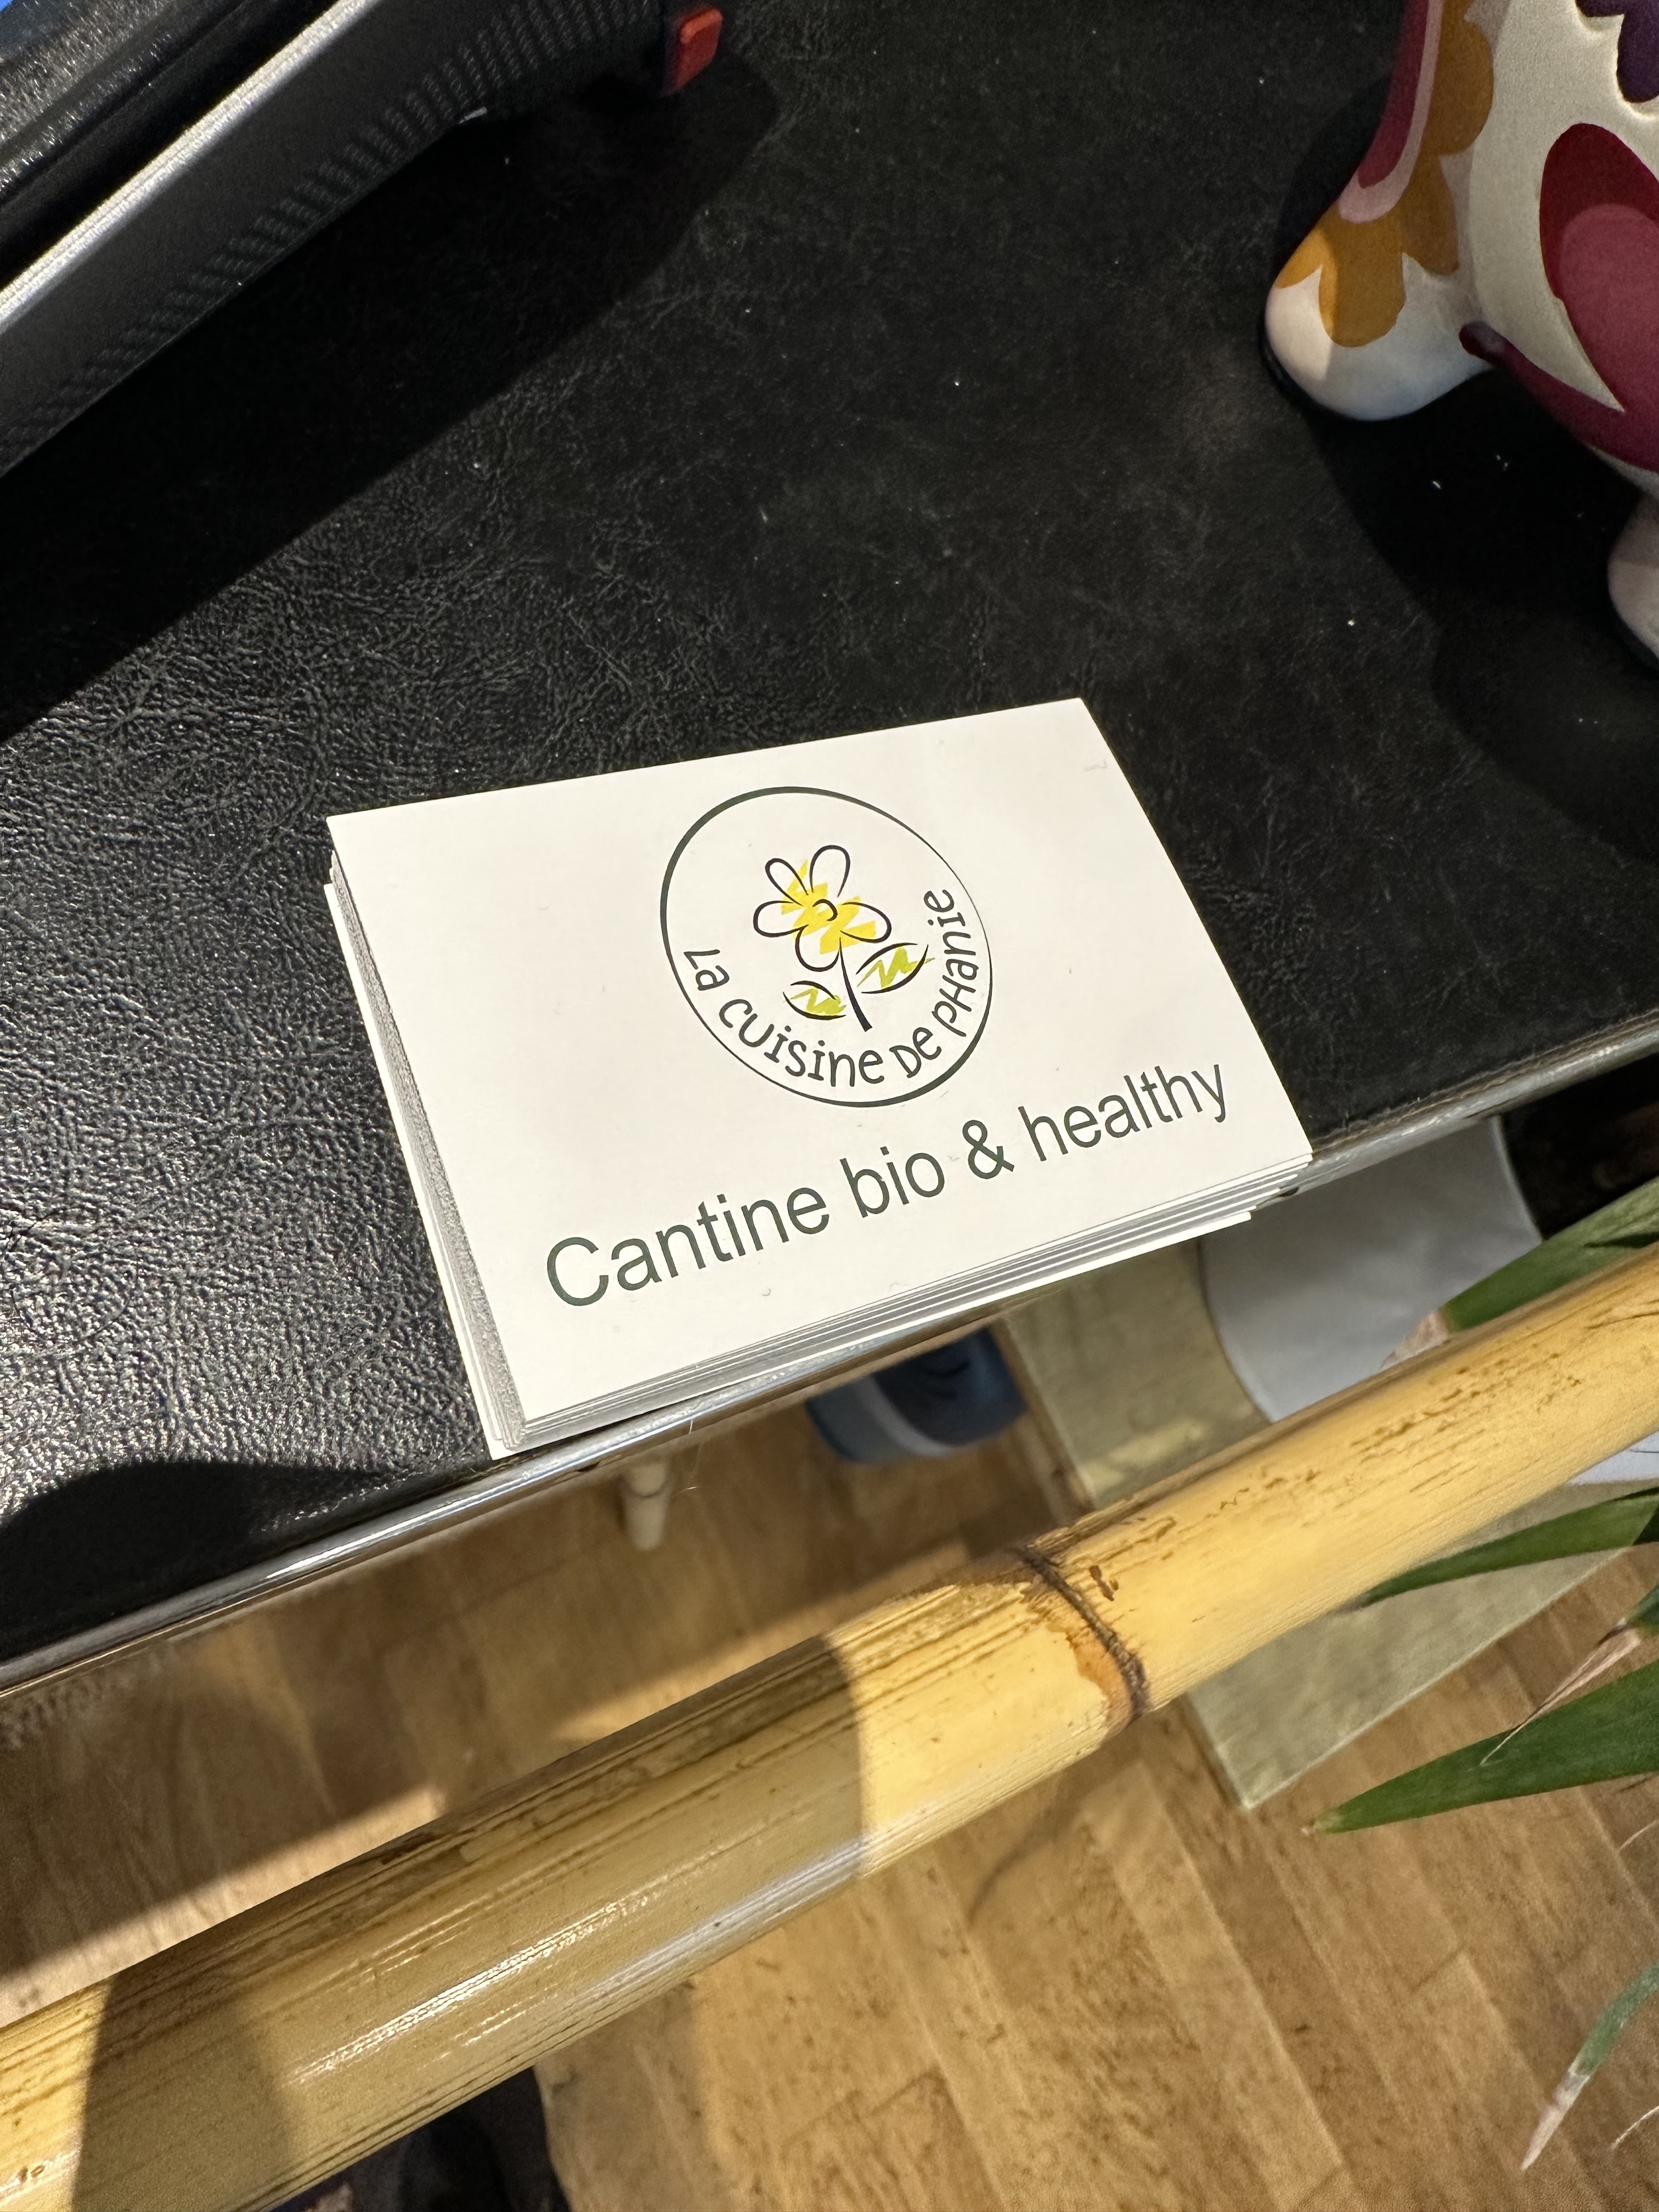 La cuisine de phanie
Cantine bio & healthy